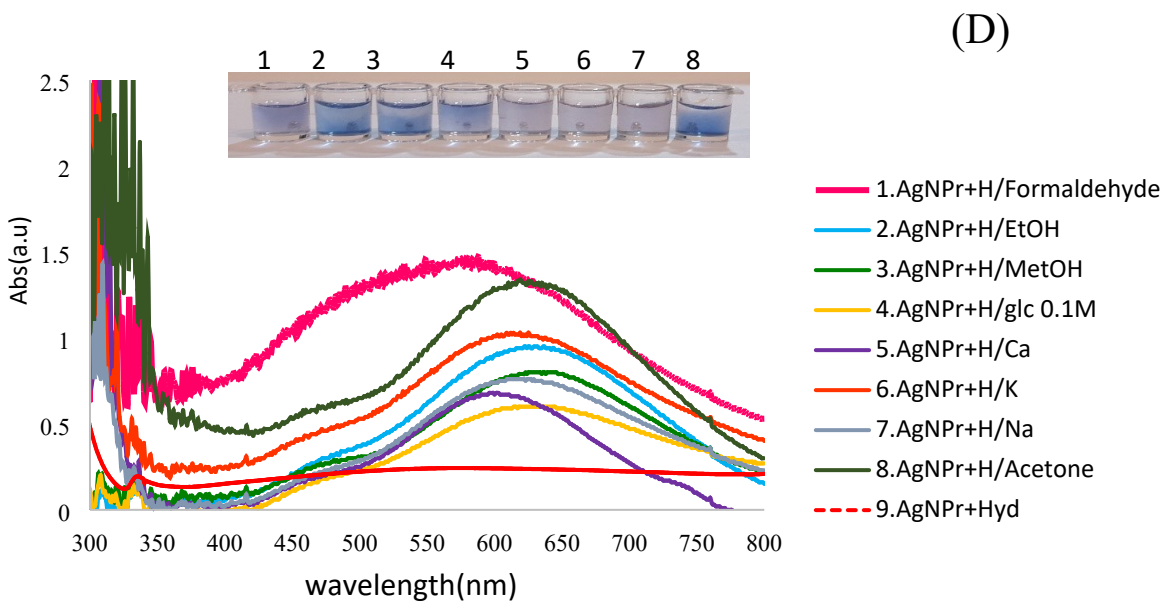 (D)
1 2 3 4 5 6 7 8
2.5
2
1.5
1
0.5
0
Abs(a.u)
300 350 400 450 500 550 600 650 700 750 800
wavelength(nm)
1.AgNPr+H/Formaldehyde
2.AgNPr+H/EtOH
3.AgNPr+H/MetOH
4.AgNPr+H/glc 0.1M
5.AgNPr+H/Ca
6.AgNPr+H/K
7.AgNPr+H/Na
8.AgNPr+H/Acetone
9.AgNPr+Hyd